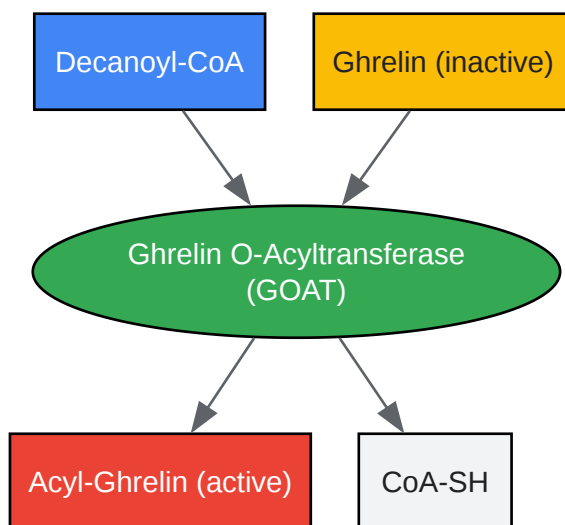 Decanoyl-CoA
Ghrelin (inactive)
Ghrelin O-Acyltransferase
(GOAT)
Acyl-Ghrelin (active)
CoA-SH